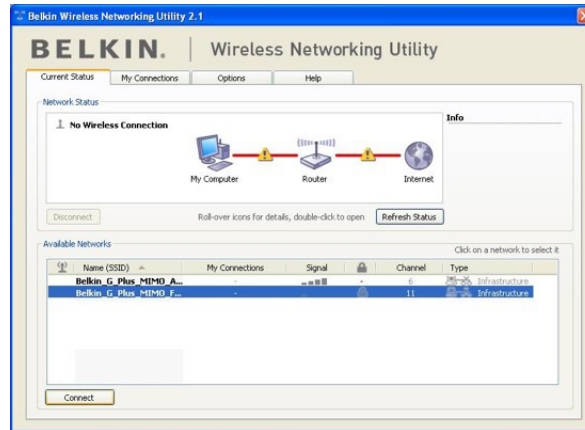 Belkin Wireless Networking Utility 2.1
BELKIN. | Wireless Networking Utility
Current Status My Connections Options Help
Network Status
No Wireless Connection
Info
My Computer Router Internet
Disconnect Roll-over icons for details, double-click to open Refresh Status
Available Networks
Click on a network to select it
Name (SSID) My Connections Signal Channel Type
Belkin_G_Plus_MIMO_A... - 6 Infrastructure
Belkin_G_Plus_MIMO_F... - 11 Infrastructure
Connect